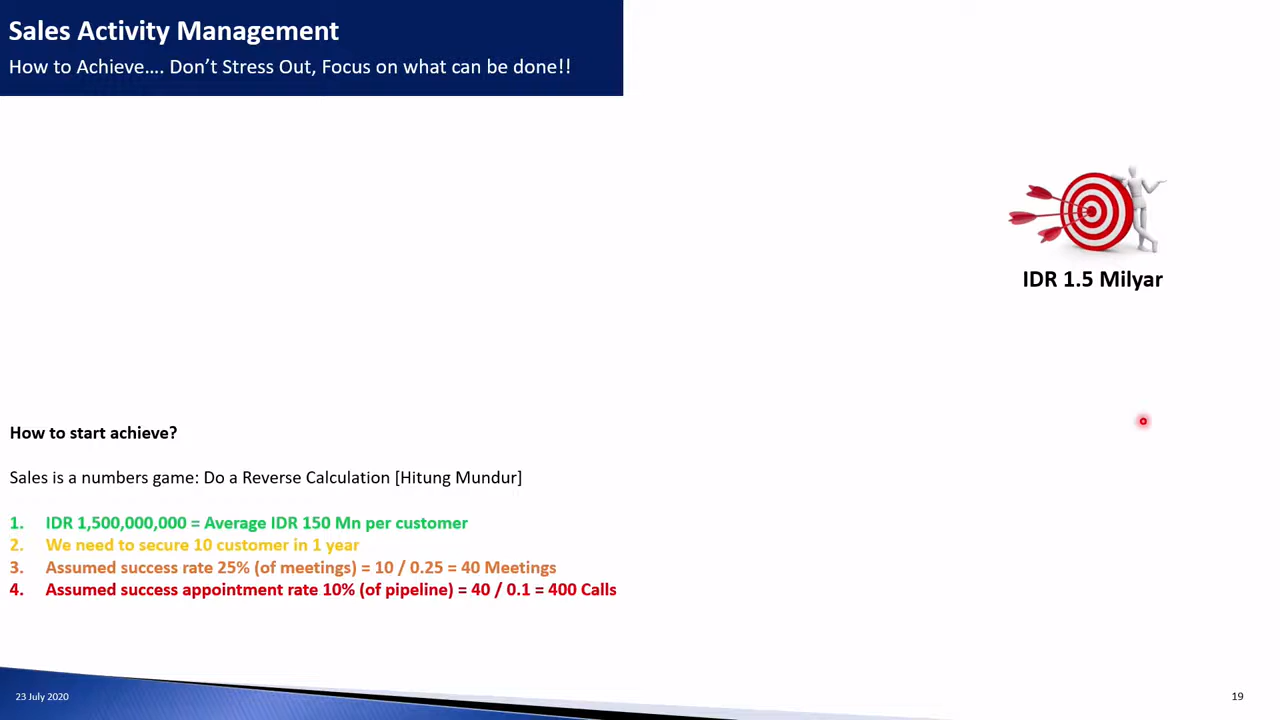 Sales Activity Management
How to Achieve…. Don’t Stress Out, Focus on what can be done!!
IDR 1.5 Milyar
How to start achieve?
Sales is a numbers game: Do a Reverse Calculation [Hitung Mundur]
1. IDR 1,500,000,000 = Average IDR 150 Mn per customer
2. We need to secure 10 customer in 1 year
3. Assumed success rate 25% (of meetings) = 10 / 0.25 = 40 Meetings
4. Assumed success appointment rate 10% (of pipeline) = 40 / 0.1 = 400 Calls
23 July 2020
19